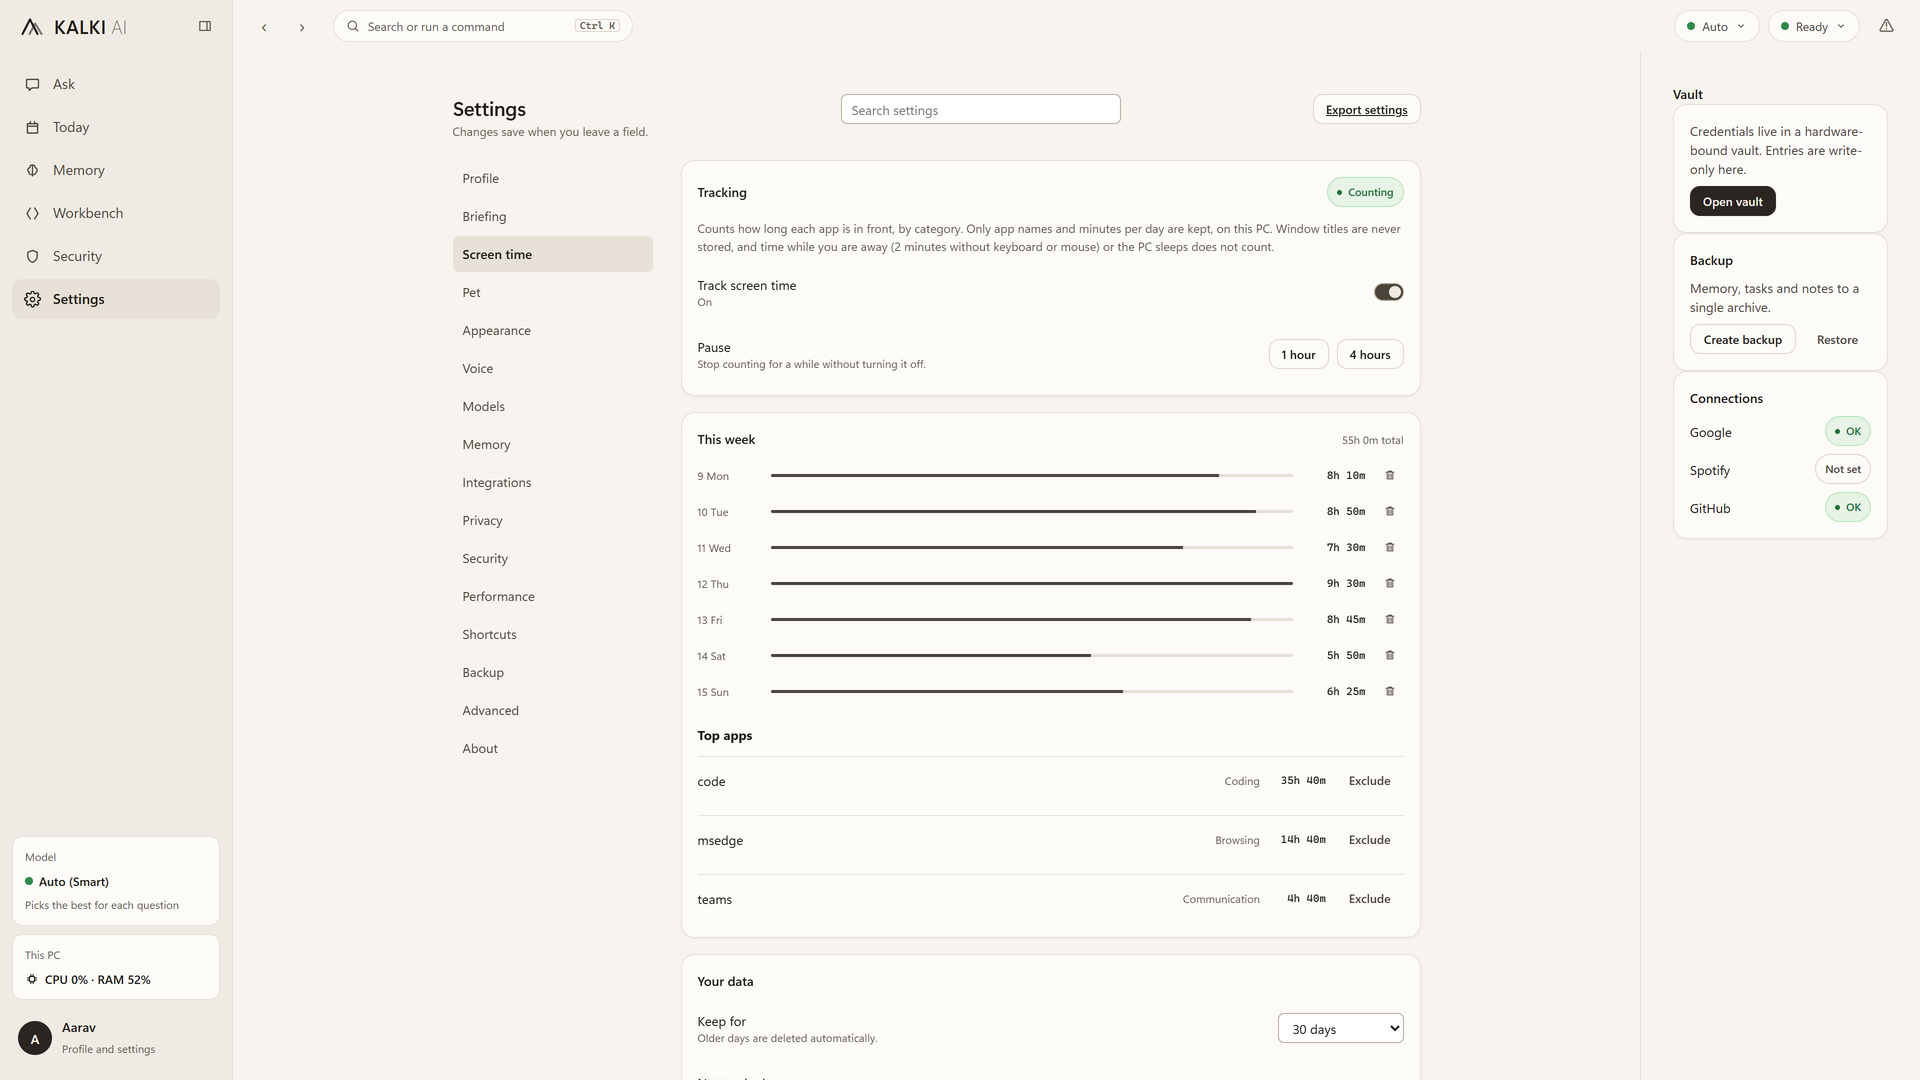 KALKI AI
Ask
Today
Memory
Workbench
Security
Settings
Model
Auto (Smart)
Picks the best for each question
This PC
CPU 0% · RAM 52%
A
Aarav
Profile and settings
Search or run a command
Ctrl K
Auto
Ready
Settings
Changes save when you leave a field.
Search settings
Export settings
Profile
Briefing
Screen time
Pet
Appearance
Voice
Models
Memory
Integrations
Privacy
Security
Performance
Shortcuts
Backup
Advanced
About
Tracking
Counting
Counts how long each app is in front, by category. Only app names and minutes per day are kept, on this PC. Window titles are never
stored, and time while you are away (2 minutes without keyboard or mouse) or the PC sleeps does not count.
Track screen time
On
Pause
Stop counting for a while without turning it off.
1 hour
4 hours
This week
55h 0m total
9 Mon 8h 10m
10 Tue 8h 50m
11 Wed 7h 30m
12 Thu 9h 30m
13 Fri 8h 45m
14 Sat 5h 50m
15 Sun 6h 25m
Top apps
code Coding 35h 40m Exclude
msedge Browsing 14h 40m Exclude
teams Communication 4h 40m Exclude
Your data
Keep for
Older days are deleted automatically.
30 days
Vault
Credentials live in a hardware-
bound vault. Entries are write-
only here.
Open vault
Backup
Memory, tasks and notes to a
single archive.
Create backup
Restore
Connections
Google OK
Spotify Not set
GitHub OK